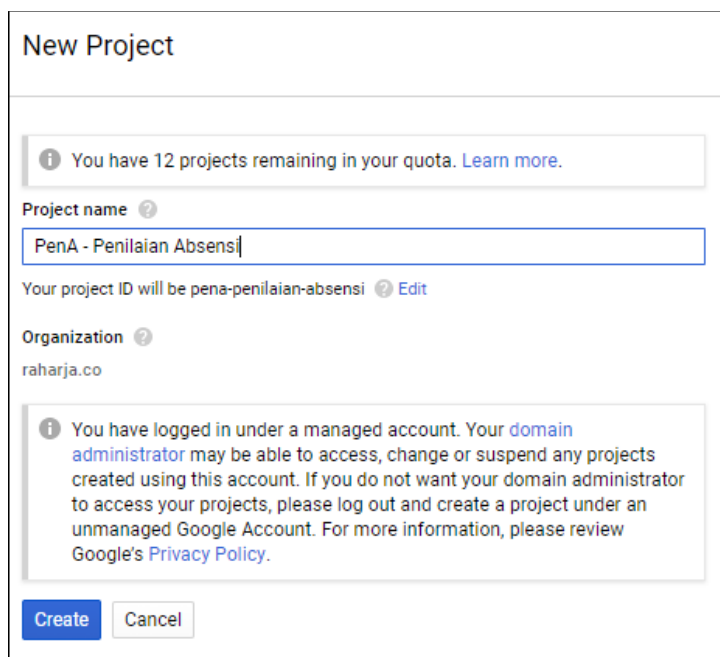 New Project
You have 12 projects remaining in your quota. Learn more.
Project name
PenA - Penilaian Absensi
Your project ID will be pena-penilaian-absensi Edit
Organization
raharja.co
You have logged in under a managed account. Your domain
administrator may be able to access, change or suspend any projects
created using this account. If you do not want your domain administrator
to access your projects, please log out and create a project under an
unmanaged Google Account. For more information, please review
Google's Privacy Policy.
Create Cancel